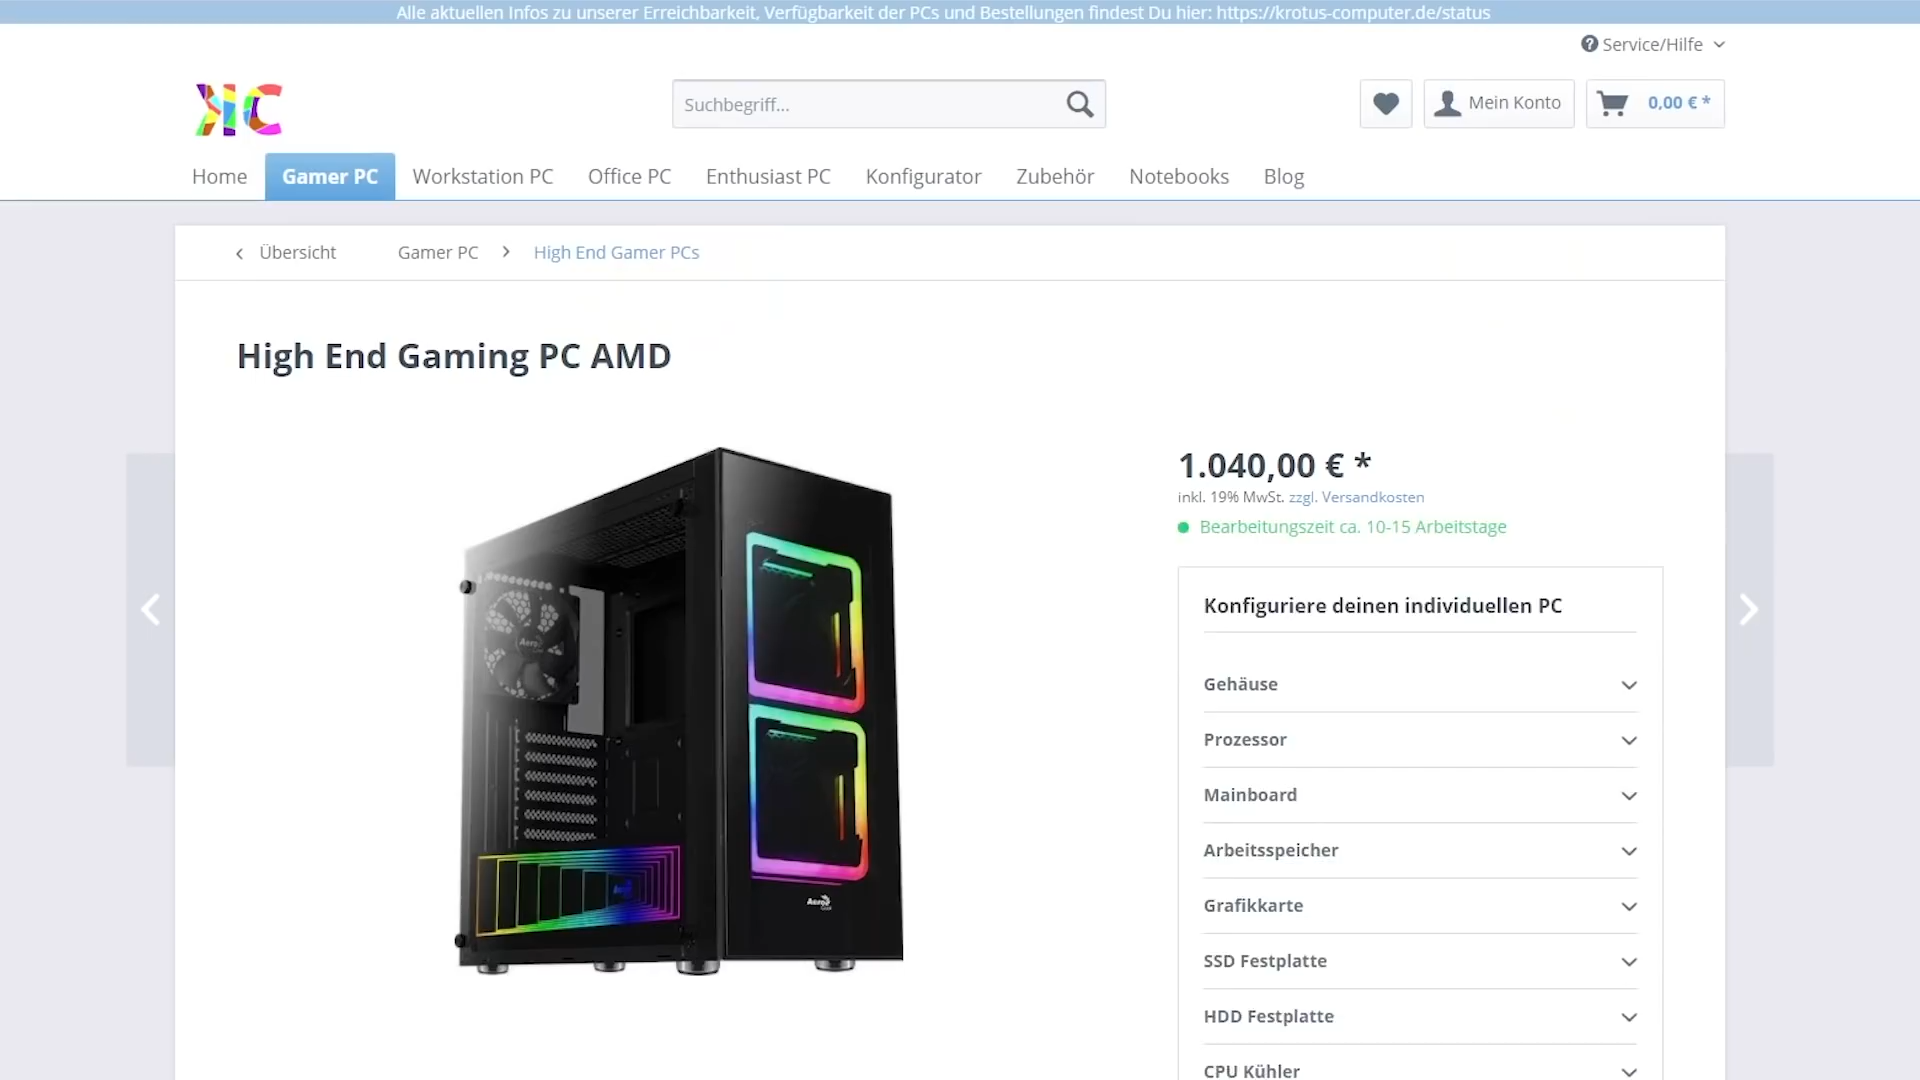 Alle aktuellen Infos zu unserer Erreichbarkeit, Verfügbarkeit der PCs und Bestellungen findest Du hier: https://krotus-computer.de/status
Service/Hilfe
KC
Suchbegriff...
Mein Konto
0,00 € *
Home
Gamer PC
Workstation PC
Office PC
Enthusiast PC
Konfigurator
Zubehör
Notebooks
Blog
Übersicht
Gamer PC
High End Gamer PCs
High End Gaming PC AMD
1.040,00 € *
inkl. 19% MwSt. zzgl. Versandkosten
Bearbeitungszeit ca. 10-15 Arbeitstage
Konfiguriere deinen individuellen PC
Gehäuse
Prozessor
Mainboard
Arbeitsspeicher
Grafikkarte
SSD Festplatte
HDD Festplatte
CPU Kühler